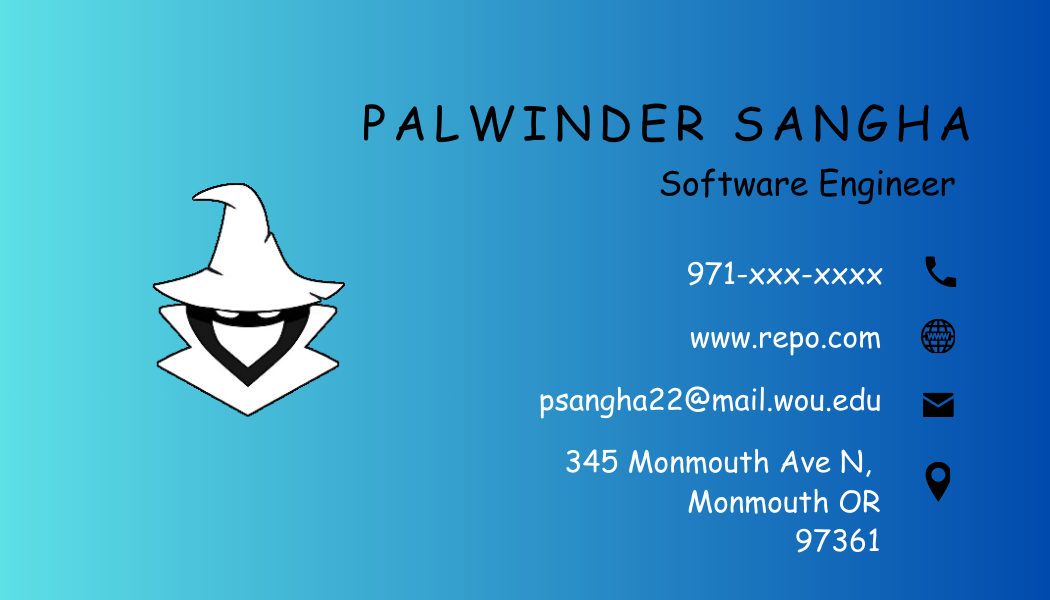 PALWINDER SANGHA
Software Engineer
971-xxx-xxxx
www.repo.com
WWW
psangha22@mail.wou.edu
345 Monmouth Ave N,
Monmouth OR
97361